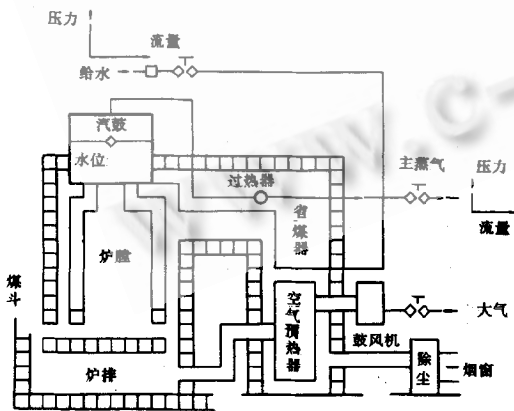 压力
流量
给水
汽鼓
水位
过热器
主蒸气
压力
流量
省煤器
炉膛
煤斗
空气预热器
大气
鼓风机
炉排
除尘
烟窗